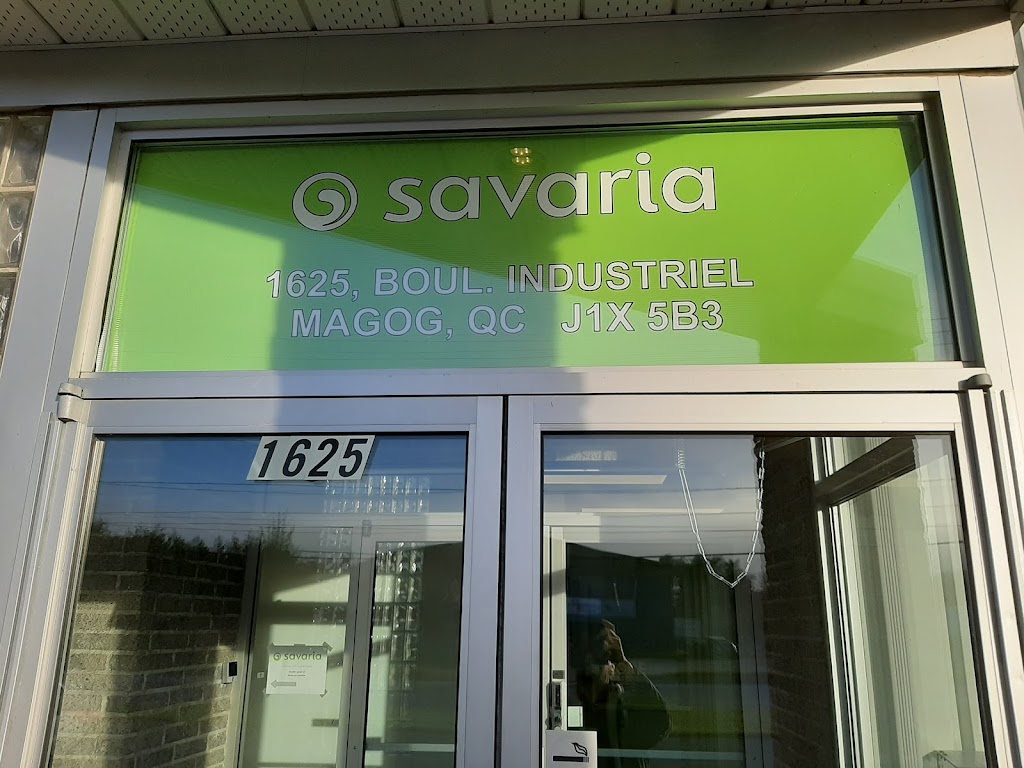 savaria
1625, BOUL. INDUSTRIEL
MAGOG, QC J1X 5B3
1625
savaria